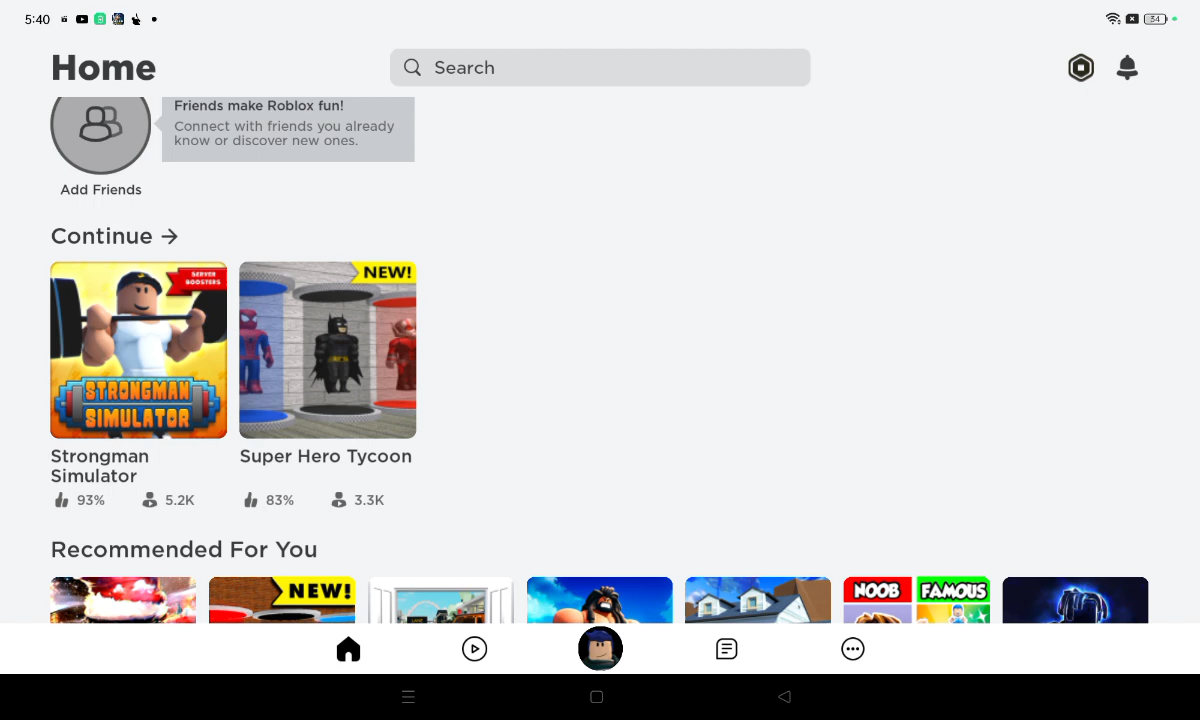 5:40
34
Home
Search
Friends make Roblox fun!
Connect with friends you already
know or discover new ones.
Add Friends
Continue →
SERVER
BOOSTERS
STRONGMAN
SIMULATOR
NEW!
Strongman
Simulator
93%
5.2K
Super Hero Tycoon
83%
3.3K
Recommended For You
NEW!
NOOB
FAMOUS